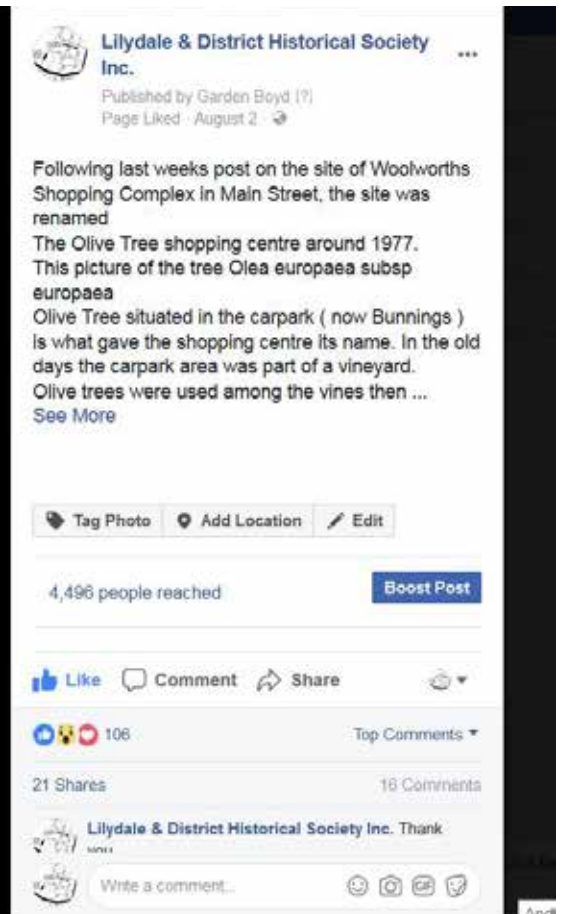 Lilydale & District Historical Society
Inc.
Published by Garden Boyd [?]
Page Liked · August 2 ·
Following last weeks post on the site of Woolworths
Shopping Complex in Main Street, the site was
renamed
The Olive Tree shopping centre around 1977.
This picture of the tree Olea europaea subsp
europaea
Olive Tree situated in the carpark ( now Bunnings )
is what gave the shopping centre its name. In the old
days the carpark area was part of a vineyard.
Olive trees were used among the vines then ...
See More
Tag Photo Add Location Edit
4,496 people reached Boost Post
Like Comment Share
106 Top Comments
21 Shares 16 Comments
Lilydale & District Historical Society Inc. Thank
you
Write a comment... GIF